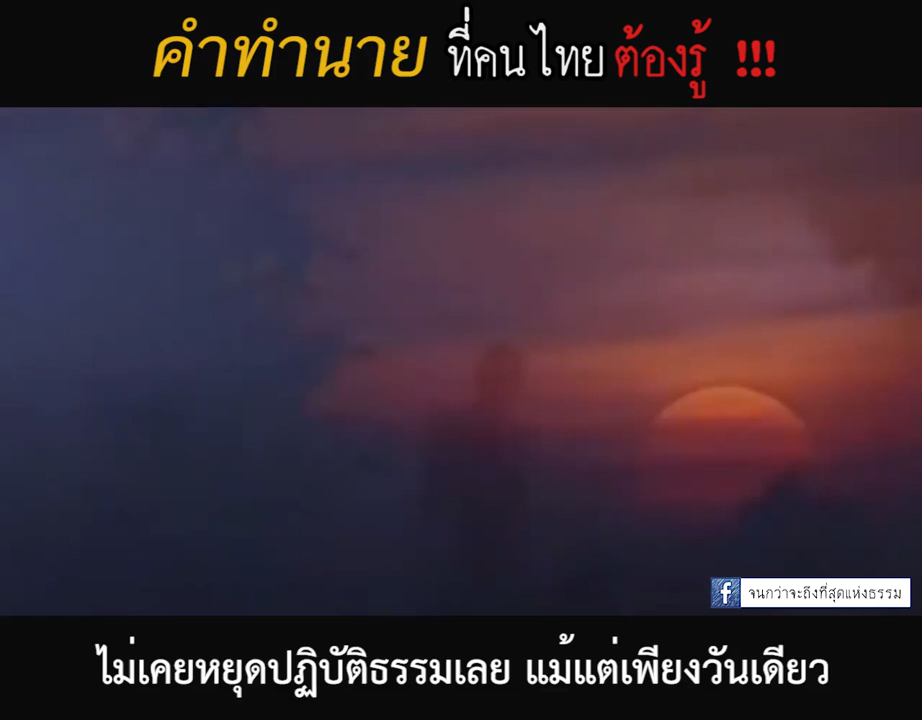 คำทำนาย ที่คนไทย ต้องรู้ !!!
จนกว่าจะถึงที่สุดแห่งธรรม
ไม่เคยหยุดปฏิบัติธรรมเลย แม้แต่เพียงวันเดียว